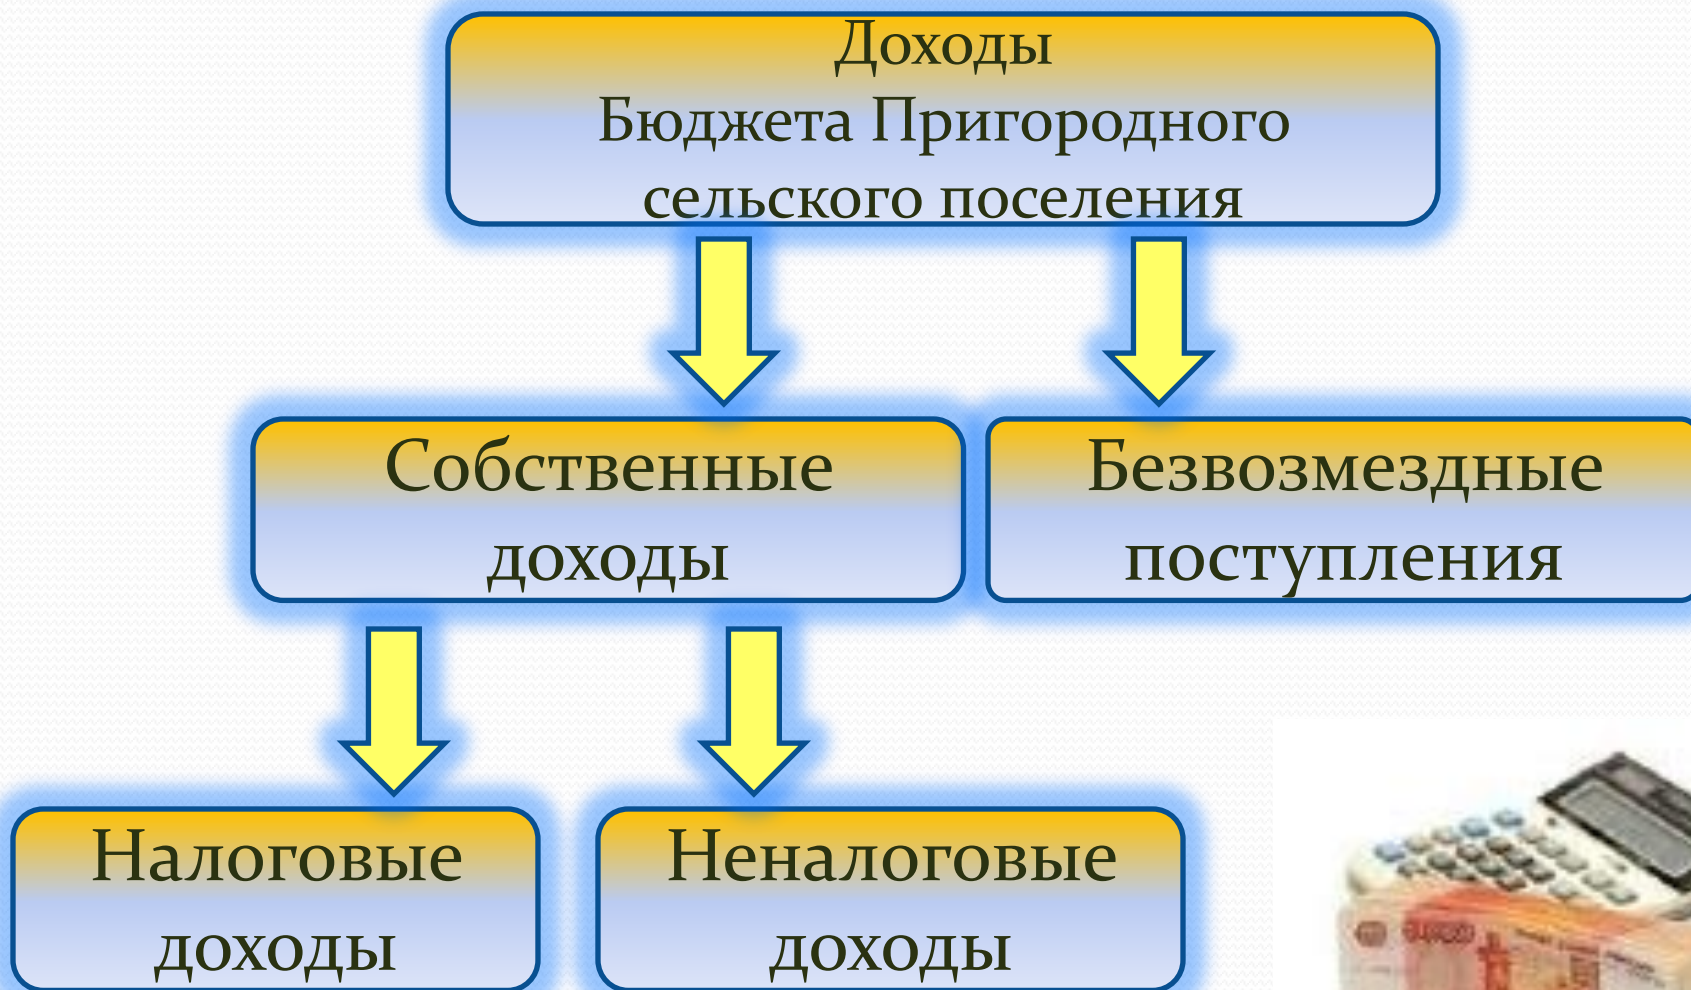 Доходы
Бюджета Пригородного
сельского поселения
Собственные
доходы
Безвозмездные
поступления
Налоговые
доходы
Неналоговые
доходы